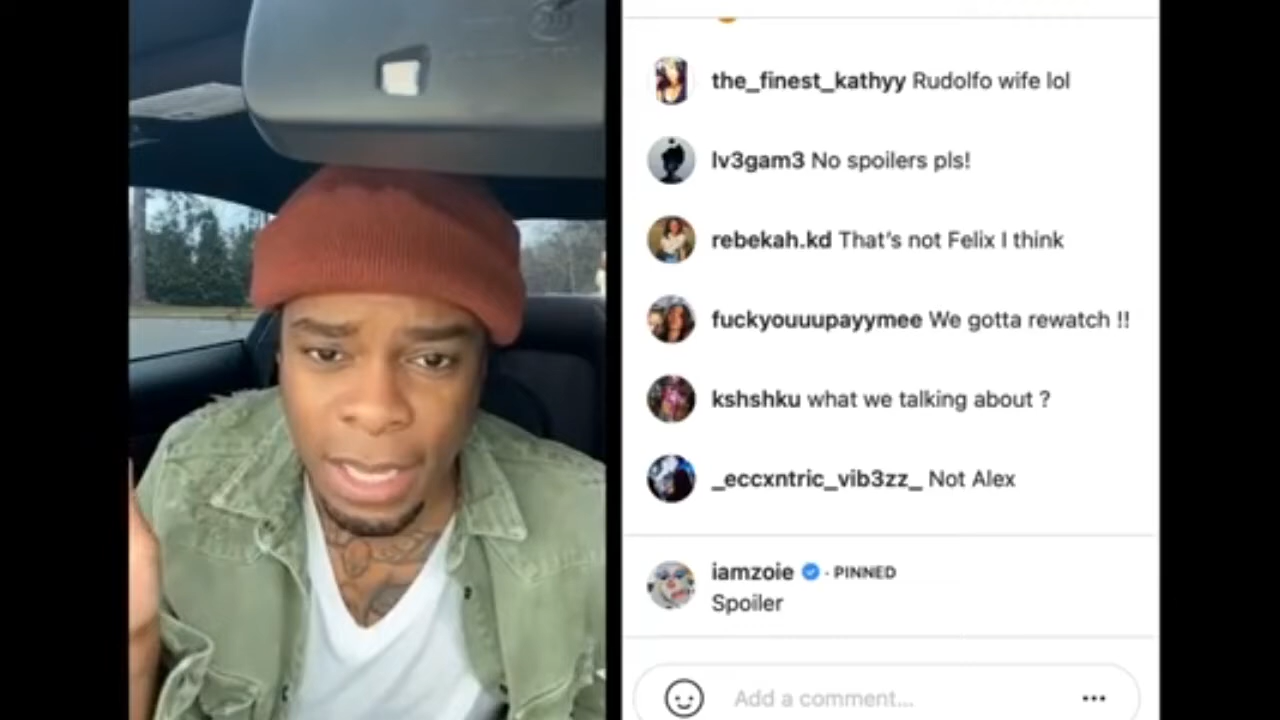 the_finest_kathyy Rudolfo wife lol
lv3gam3 No spoilers pls!
rebekah.kd That's not Felix I think
fuckyouuupayymee We gotta rewatch !!
kshshku what we talking about ?
_eccxntric_vib3zz_ Not Alex
iamzoie · PINNED
Spoiler
Add a comment...